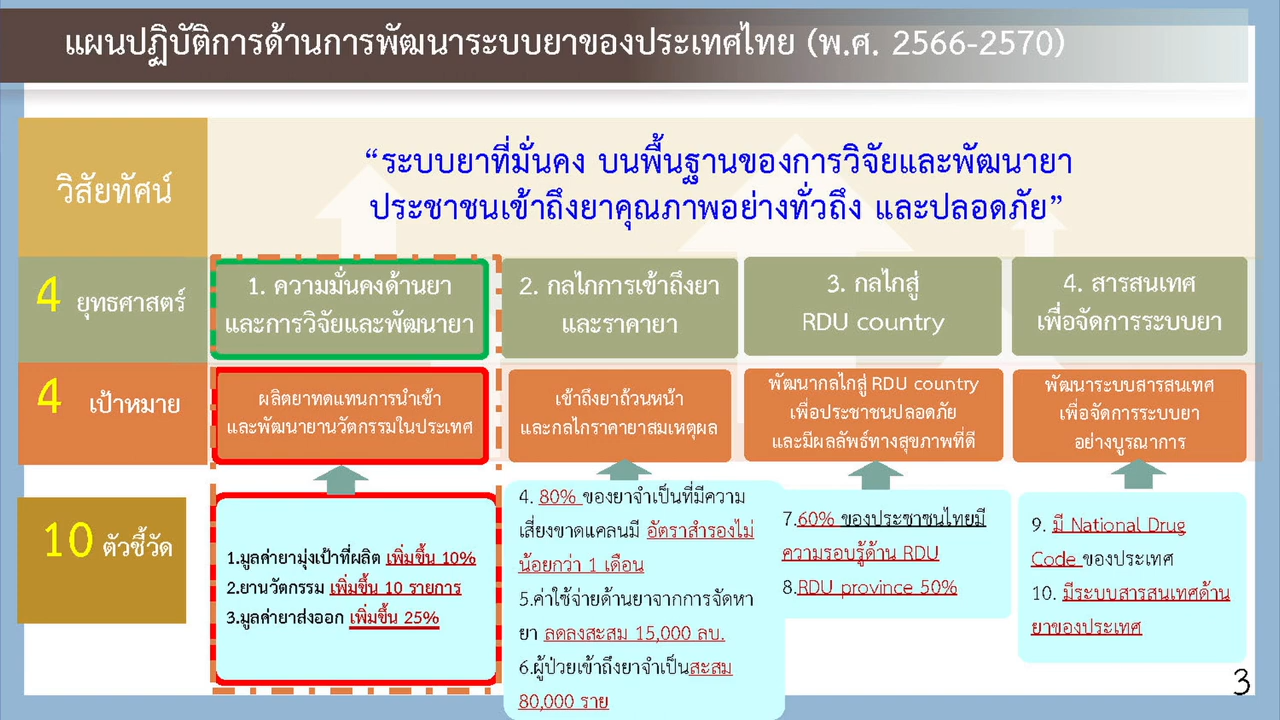 แผนปฏิบัติการด้านการพัฒนาระบบยาของประเทศไทย (พ.ศ. 2566-2570)
วิสัยทัศน์
“ระบบยาที่มั่นคง บนพื้นฐานของการวิจัยและพัฒนายา
ประชาชนเข้าถึงยาคุณภาพอย่างทั่วถึง และปลอดภัย”
4 ยุทธศาสตร์
1. ความมั่นคงด้านยา
และการวิจัยและพัฒนายา
2. กลไกการเข้าถึงยา
และราคายา
3. กลไกสู่
RDU country
4. สารสนเทศ
เพื่อจัดการระบบยา
4 เป้าหมาย
ผลิตยาทดแทนการนำเข้า
และพัฒนายานวัตกรรมในประเทศ
เข้าถึงยาถ้วนหน้า
และกลไกราคายาสมเหตุผล
พัฒนากลไกสู่ RDU country
เพื่อประชาชนปลอดภัย
และมีผลลัพธ์ทางสุขภาพที่ดี
พัฒนาระบบสารสนเทศ
เพื่อจัดการระบบยา
อย่างบูรณาการ
10 ตัวชี้วัด
1.มูลค่ายามุ่งเป้าที่ผลิต เพิ่มขึ้น 10%
2.ยานวัตกรรม เพิ่มขึ้น 10 รายการ
3.มูลค่ายาส่งออก เพิ่มขึ้น 25%
4. 80% ของยาจำเป็นที่มีความ
เสี่ยงขาดแคลนมี อัตราสำรองไม่
น้อยกว่า 1 เดือน
5.ค่าใช้จ่ายด้านยาจากการจัดหา
ยา ลดลงสะสม 15,000 ลบ.
6.ผู้ป่วยเข้าถึงยาจำเป็นสะสม
80,000 ราย
7.60% ของประชาชนไทยมี
ความรอบรู้ด้าน RDU
8.RDU province 50%
9. มี National Drug
Code ของประเทศ
10. มีระบบสารสนเทศด้าน
ยาของประเทศ
3